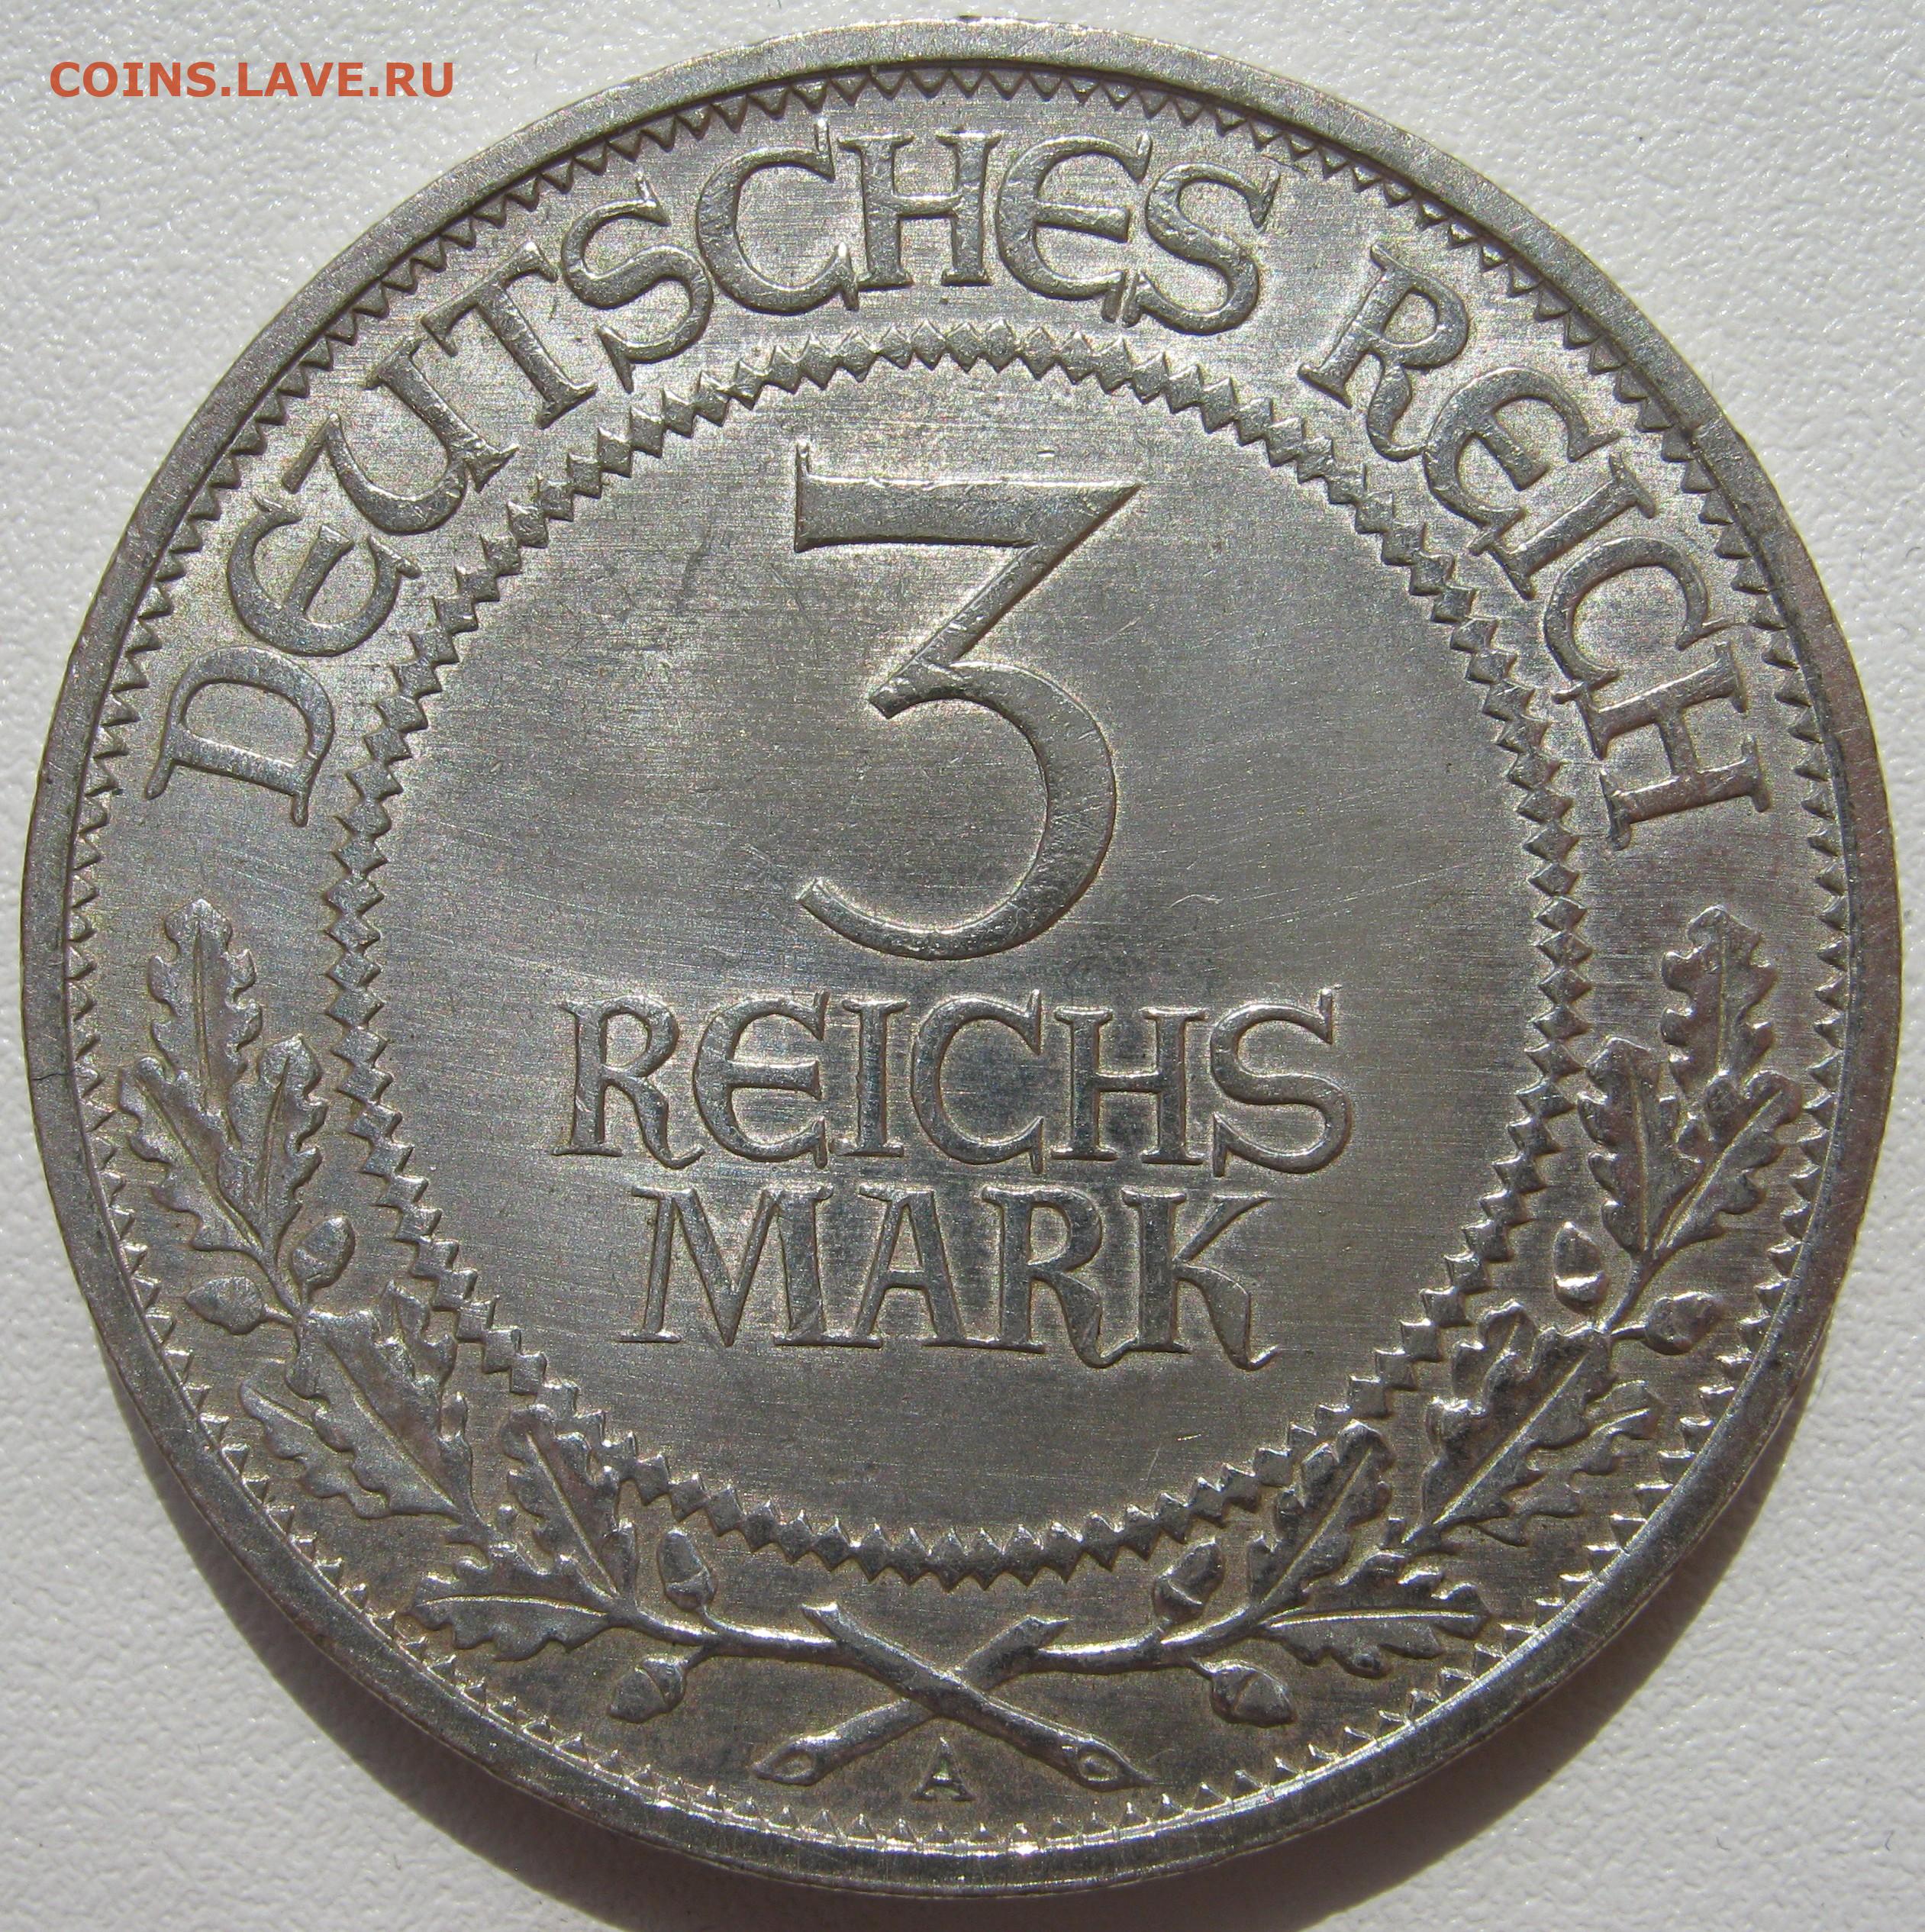 COINS.LAVE.RU
DEUTSCHES REICH
3
REICHS
MARK
A